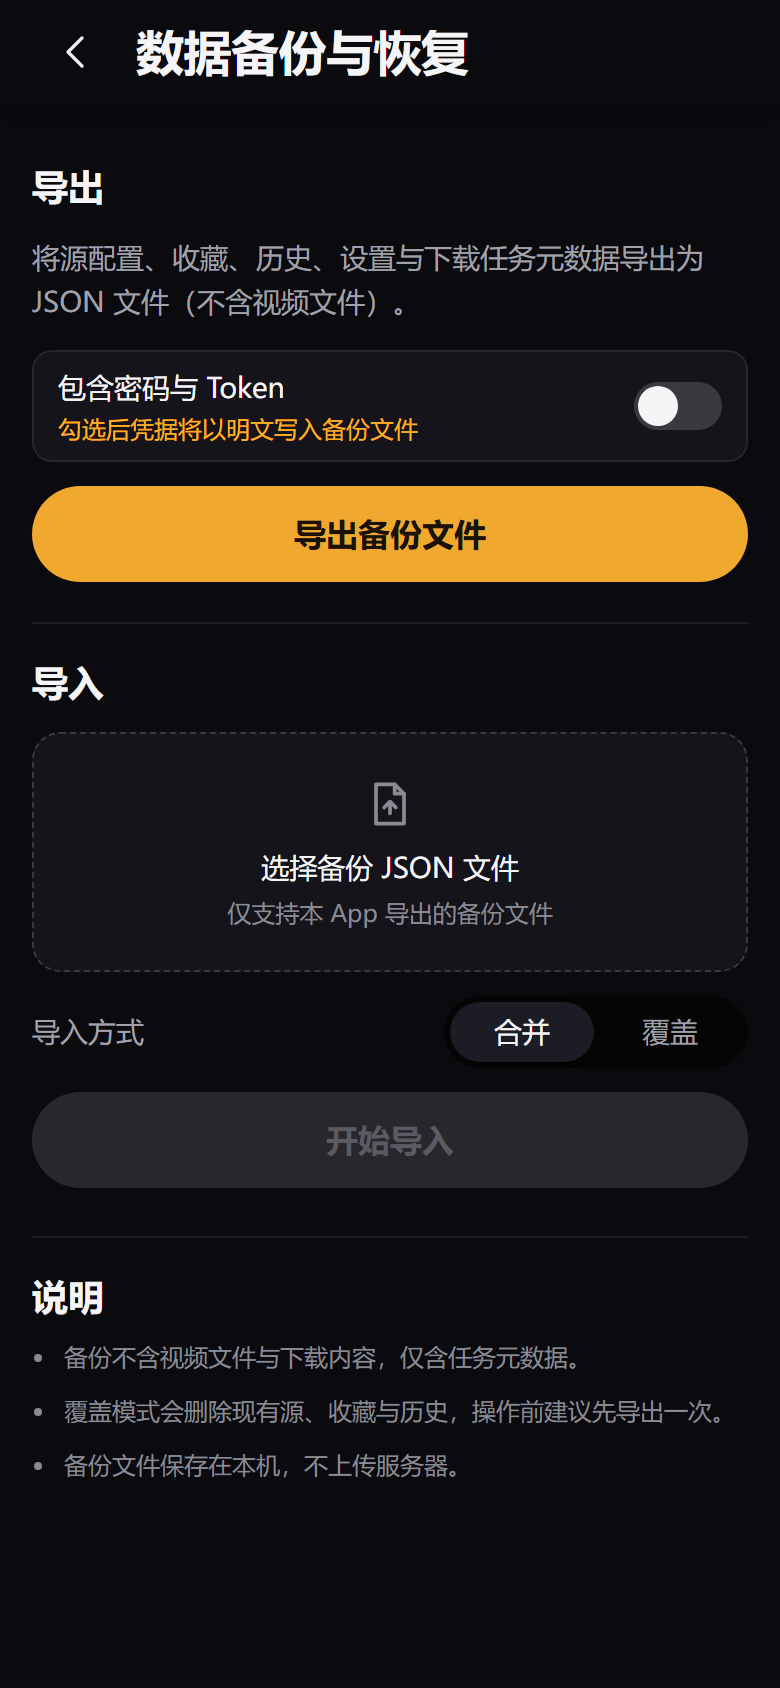 数据备份与恢复
导出
将源配置、收藏、历史、设置与下载任务元数据导出为
JSON 文件（不含视频文件）。
包含密码与 Token
勾选后凭据将以明文写入备份文件
导出备份文件
导入
选择备份 JSON 文件
仅支持本 App 导出的备份文件
导入方式 合并 覆盖
开始导入
说明
• 备份不含视频文件与下载内容，仅含任务元数据。
• 覆盖模式会删除现有源、收藏与历史，操作前建议先导出一次。
• 备份文件保存在本机，不上传服务器。